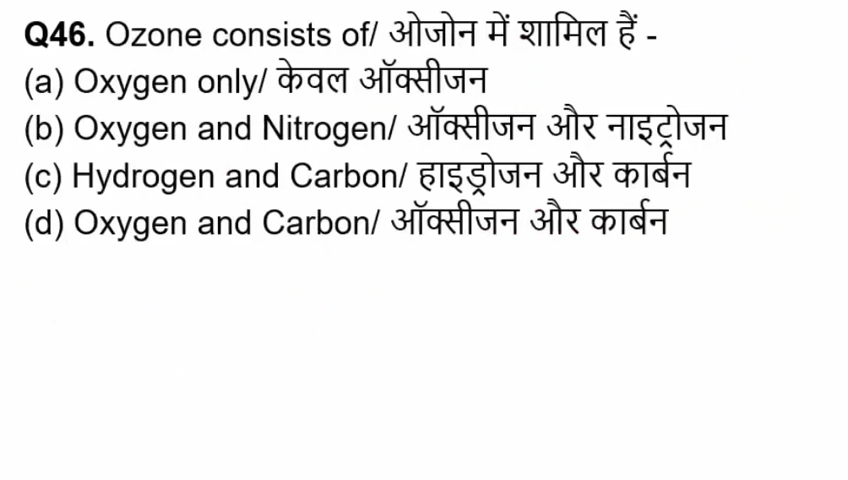 Q46. Ozone consists of/ ओजोन में शामिल हैं -
(a) Oxygen only/ केवल ऑक्सीजन
(b) Oxygen and Nitrogen/ ऑक्सीजन और नाइट्रोजन
(c) Hydrogen and Carbon/ हाइड्रोजन और कार्बन
(d) Oxygen and Carbon/ ऑक्सीजन और कार्बन